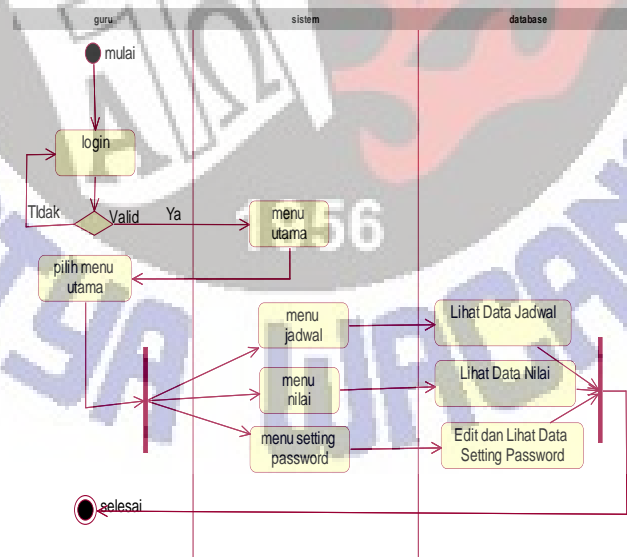 guru
sistem
database
mulai
login
TIdak
Valid
Ya
menu
utama
pilih menu
utama
menu
jadwal
Lihat Data Jadwal
menu
nilai
Lihat Data Nilai
menu setting
password
Edit dan Lihat Data
Setting Password
selesai
1956